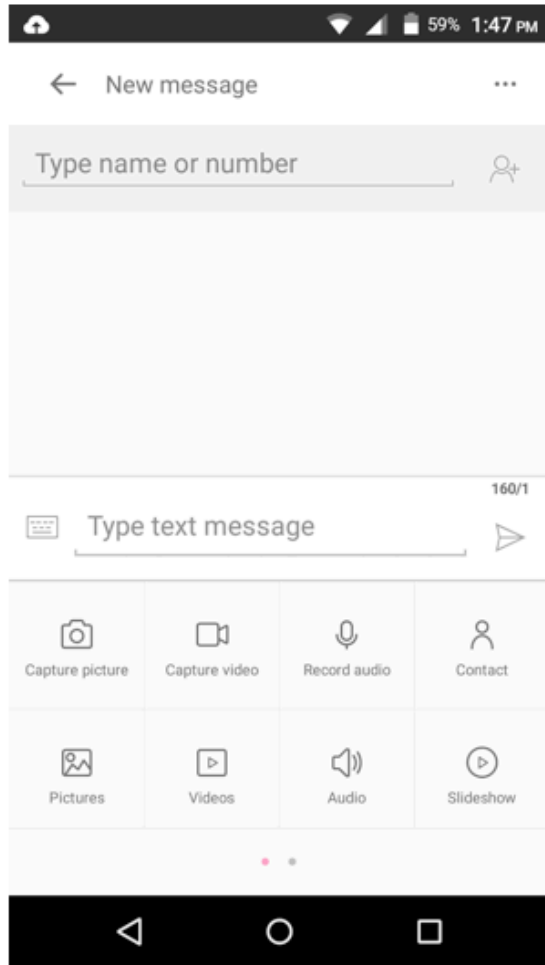 59% 1:47 PM
New message
Type name or number
160/1
Type text message
Capture picture Capture video Record audio Contact
Pictures Videos Audio Slideshow